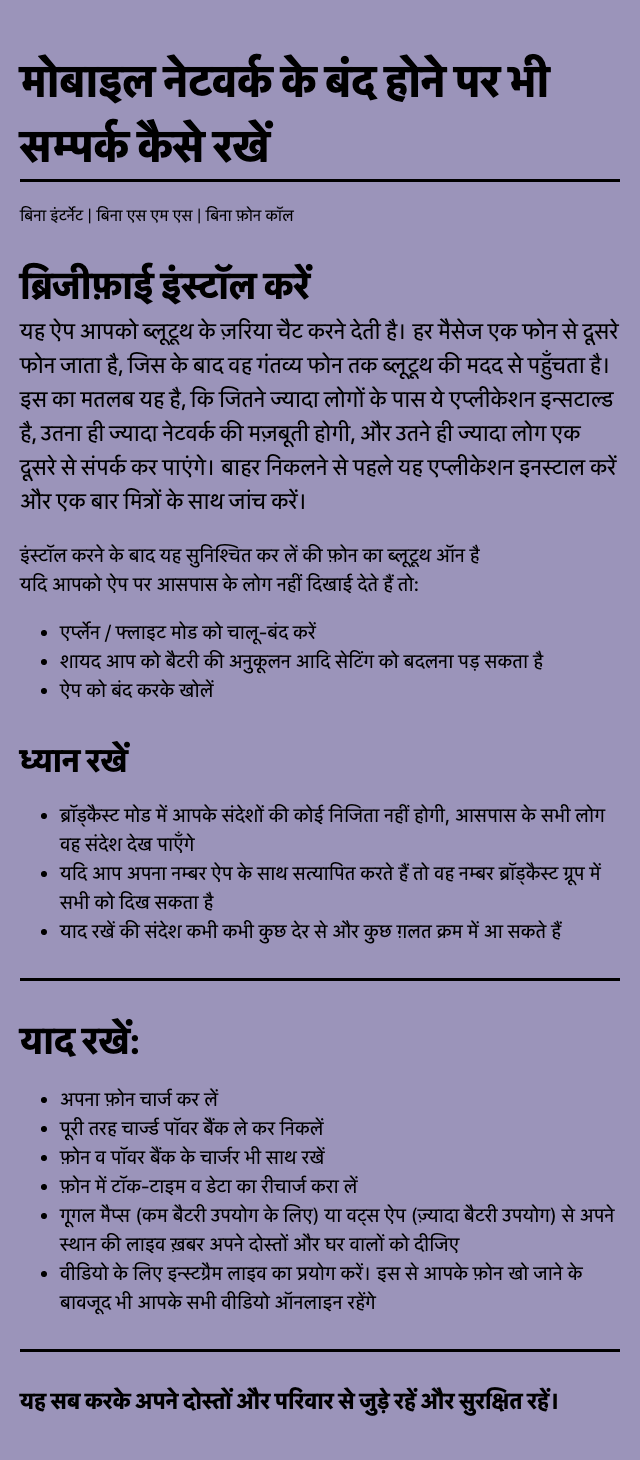 मोबाइल नेटवर्क के बंद होने पर भी
सम्पर्क कैसे रखें
बिना इंटर्नेट | बिना एस एम एस | बिना फ़ोन कॉल
ब्रिजीफ़ाई इंस्टॉल करें
यह ऐप आपको ब्लूटूथ के ज़रिया चैट करने देती है। हर मैसेज एक फोन से दूसरे
फोन जाता है, जिस के बाद वह गंतव्य फोन तक ब्लूटूथ की मदद से पहुँचता है।
इस का मतलब यह है, कि जितने ज्यादा लोगों के पास ये एप्लीकेशन इन्सटाल्ड
है, उतना ही ज्यादा नेटवर्क की मज़बूती होगी, और उतने ही ज्यादा लोग एक
दूसरे से संपर्क कर पाएंगे। बाहर निकलने से पहले यह एप्लीकेशन इनस्टाल करें
और एक बार मित्रों के साथ जांच करें।
इंस्टॉल करने के बाद यह सुनिश्चित कर लें की फ़ोन का ब्लूटूथ ऑन है
यदि आपको ऐप पर आसपास के लोग नहीं दिखाई देते हैं तो:
• एर्प्लेन / फ्लाइट मोड को चालू-बंद करें
• शायद आप को बैटरी की अनुकूलन आदि सेटिंग को बदलना पड़ सकता है
• ऐप को बंद करके खोलें
ध्यान रखें
• ब्रॉड्कैस्ट मोड में आपके संदेशों की कोई निजिता नहीं होगी, आसपास के सभी लोग
वह संदेश देख पाएँगे
• यदि आप अपना नम्बर ऐप के साथ सत्यापित करते हैं तो वह नम्बर ब्रॉड्कैस्ट ग्रूप में
सभी को दिख सकता है
• याद रखें की संदेश कभी कभी कुछ देर से और कुछ ग़लत क्रम में आ सकते हैं
याद रखें:
• अपना फ़ोन चार्ज कर लें
• पूरी तरह चार्ज्ड पॉवर बैंक ले कर निकलें
• फ़ोन व पॉवर बैंक के चार्जर भी साथ रखें
• फ़ोन में टॉक-टाइम व डेटा का रीचार्ज करा लें
• गूगल मैप्स (कम बैटरी उपयोग के लिए) या वट्स ऐप (ज़्यादा बैटरी उपयोग) से अपने
स्थान की लाइव ख़बर अपने दोस्तों और घर वालों को दीजिए
• वीडियो के लिए इन्स्टग्रैम लाइव का प्रयोग करें। इस से आपके फ़ोन खो जाने के
बावजूद भी आपके सभी वीडियो ऑनलाइन रहेंगे
यह सब करके अपने दोस्तों और परिवार से जुड़े रहें और सुरक्षित रहें।